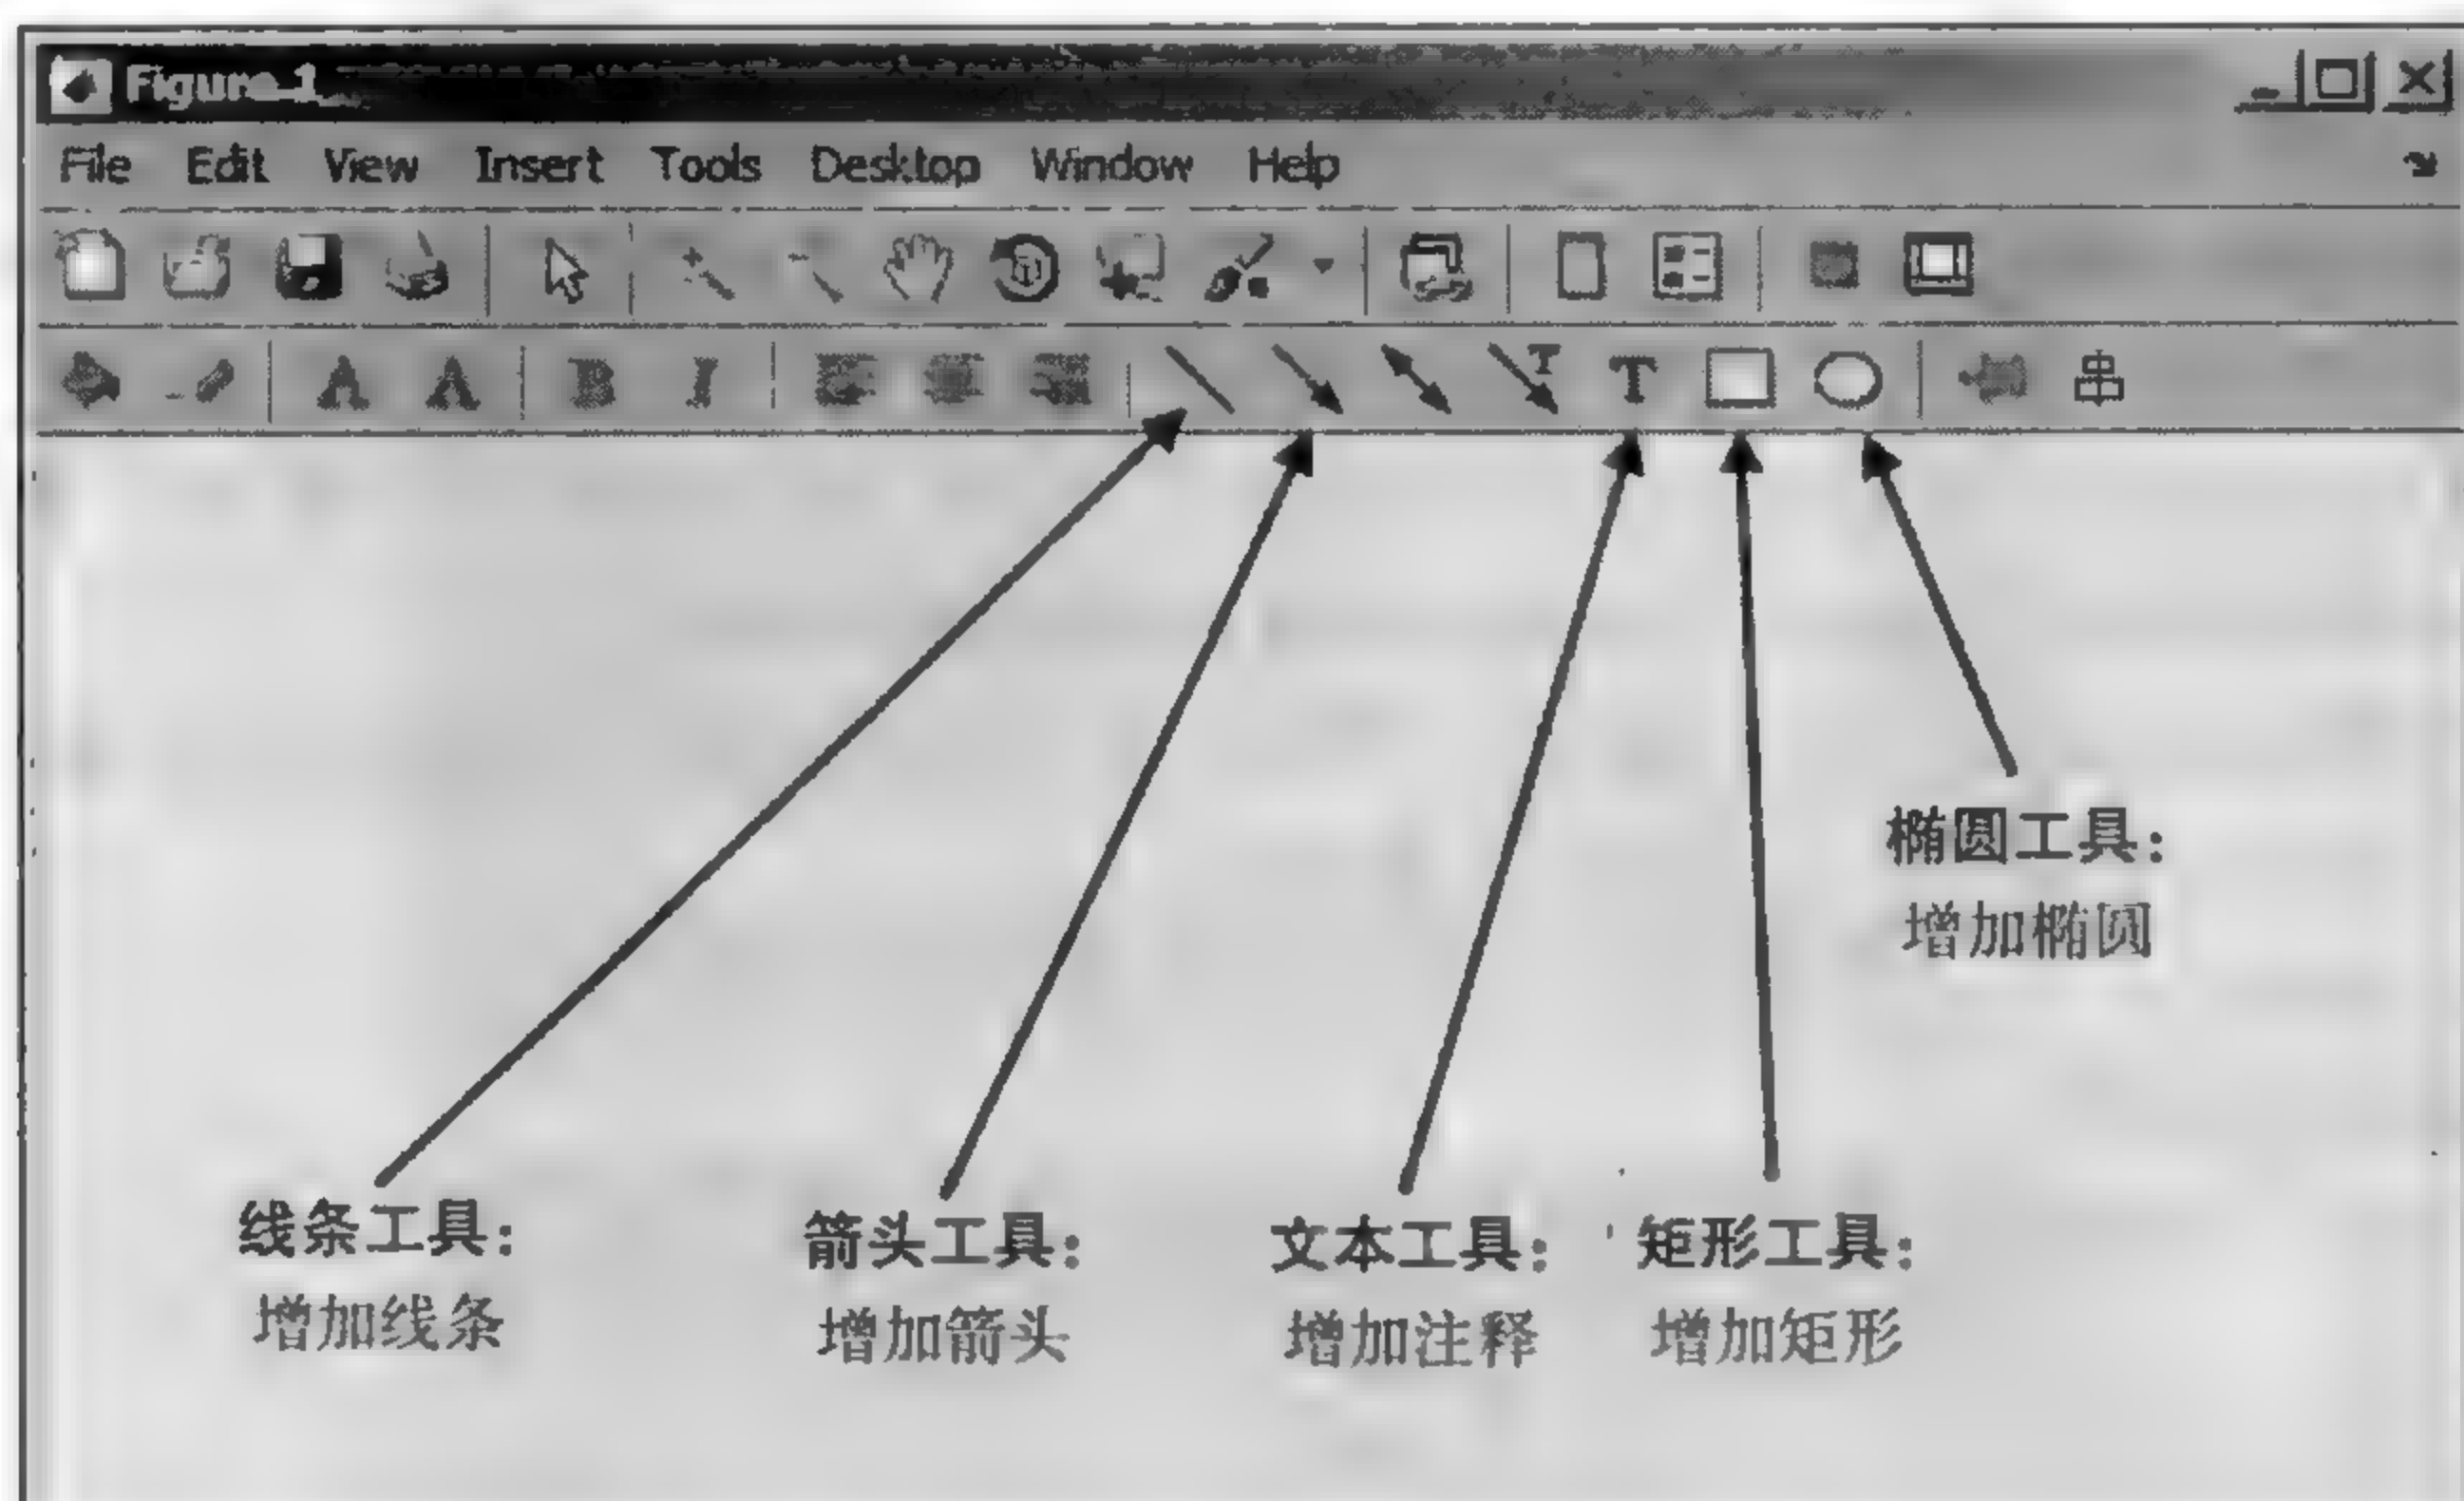 Figure 1
File Edit View Insert Tools Desktop Window Help
A A B I T T
椭圆工具：
增加椭圆
线条工具：
增加线条
箭头工具：
增加箭头
文本工具：
增加注释
矩形工具：
增加矩形